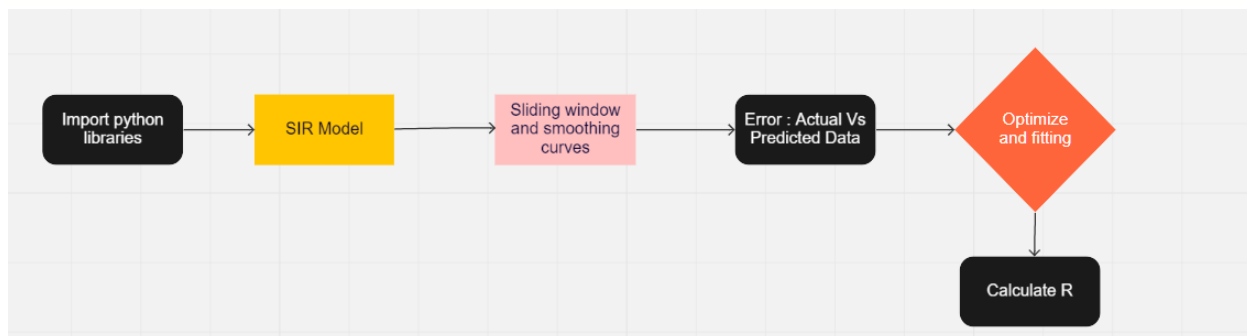 Import python
libraries
SIR Model
Sliding window
and smoothing
curves
Error : Actual Vs
Predicted Data
Optimize
and fitting
Calculate R